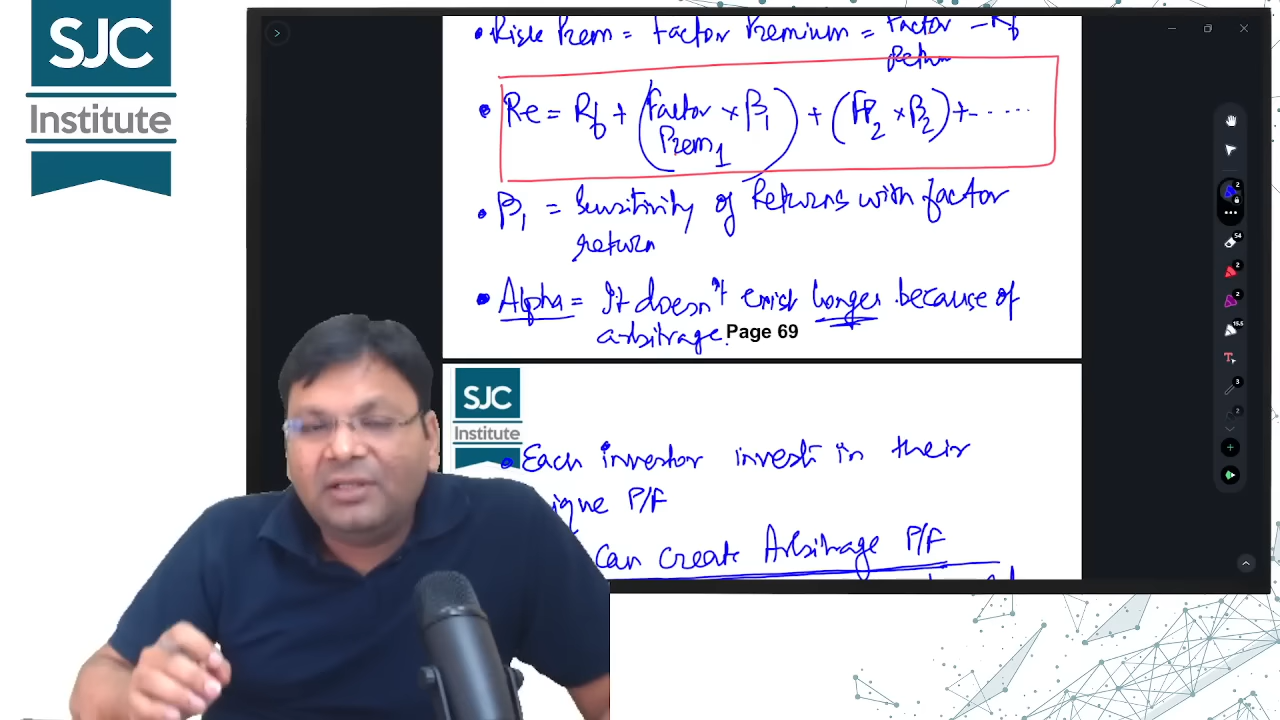 SJC
Institute
• Risk Prem = Factor Premium = Factor Return − Rf
• Re = Rf + (Factor Prem₁ × β₁) + (FP₂ × β₂) + ......
• β₁ = Sensitivity of Returns with factor
return
• Alpha = It doesn't exist longer because of
arbitrage.
Page 69
SJC
Institute
• Each investor invest in their
P/F
Can create Arbitrage P/F